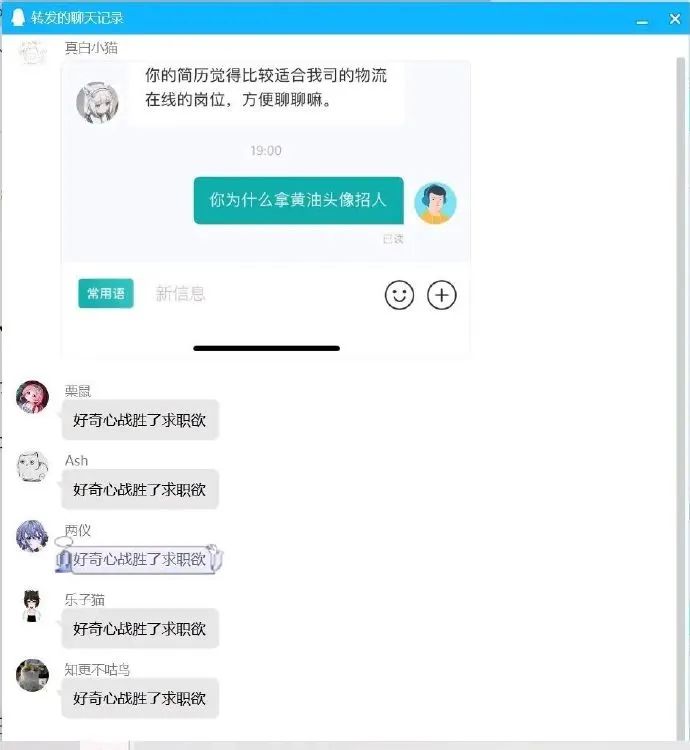 转发的聊天记录
真白小猫
你的简历觉得比较适合我司的物流
在线的岗位，方便聊聊嘛。
19:00
你为什么拿黄油头像招人
已读
常用语
新信息
栗鼠
好奇心战胜了求职欲
Ash
好奇心战胜了求职欲
两仪
好奇心战胜了求职欲
乐子猫
好奇心战胜了求职欲
知更不咕鸟
好奇心战胜了求职欲